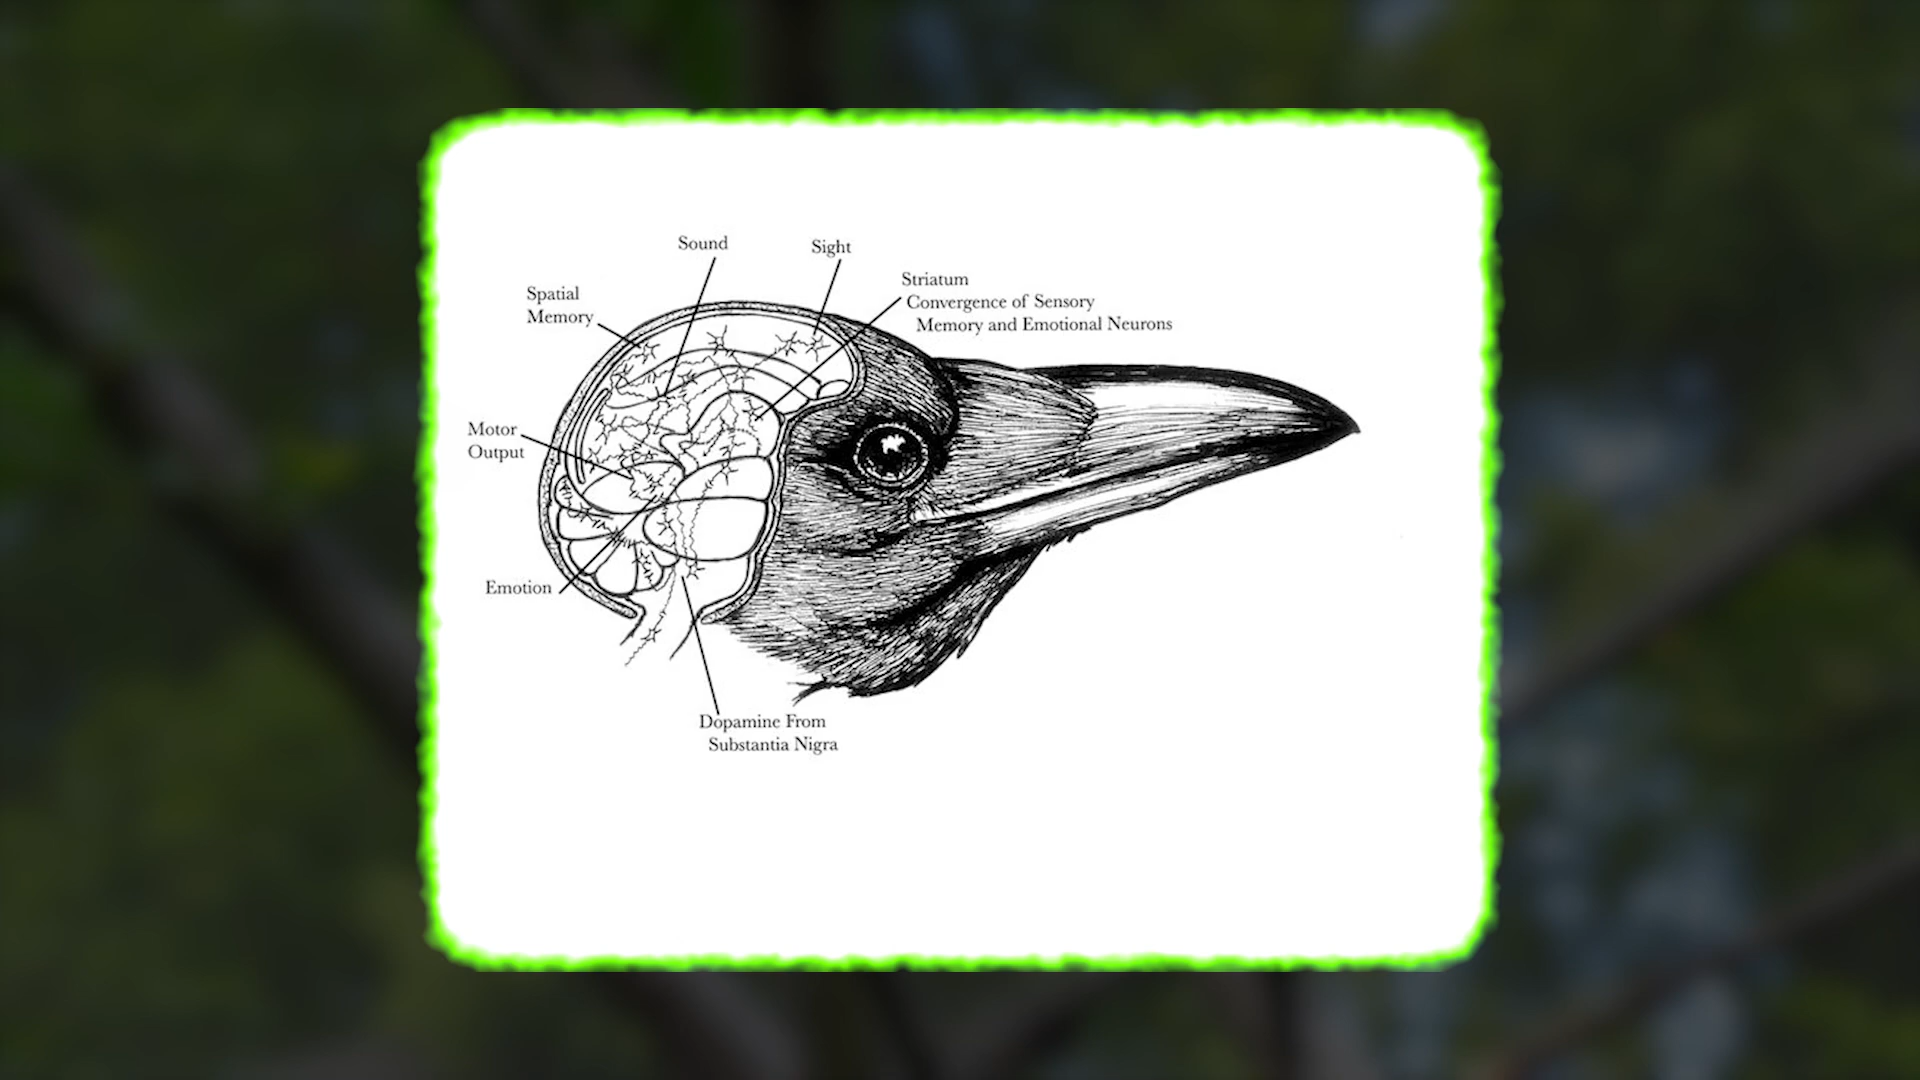 Sound
Sight
Striatum
Convergence of Sensory
Memory and Emotional Neurons
Spatial
Memory
Motor
Output
Emotion
Dopamine From
Substantia Nigra